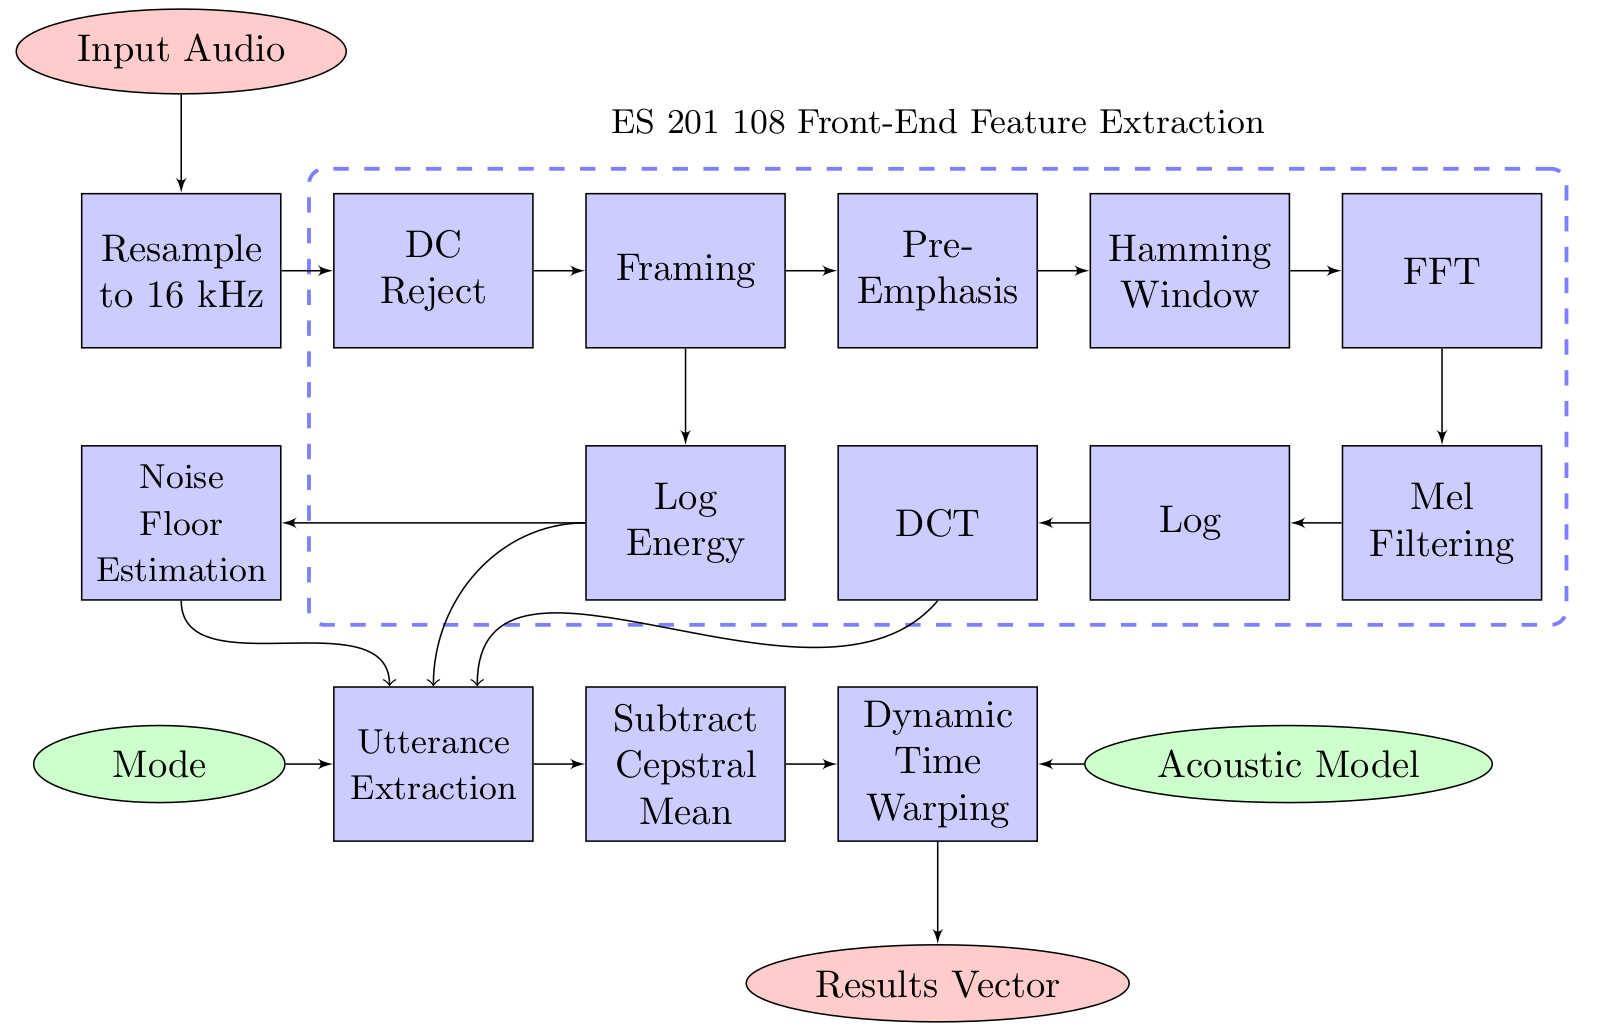 Input Audio
ES 201 108 Front-End Feature Extraction
Resample
to 16 kHz
DC
Reject
Framing
Pre-
Emphasis
Hamming
Window
FFT
Noise
Floor
Estimation
Log
Energy
DCT
Log
Mel
Filtering
Mode
Utterance
Extraction
Subtract
Cepstral
Mean
Dynamic
Time
Warping
Acoustic Model
Results Vector